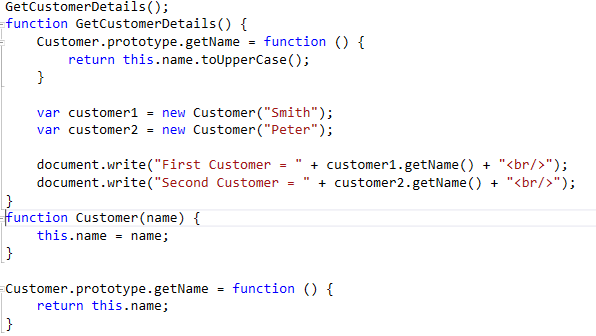 GetCustomerDetails();
function GetCustomerDetails() {
    Customer.prototype.getName = function () {
        return this.name.toUpperCase();
    }

    var customer1 = new Customer("Smith");
    var customer2 = new Customer("Peter");

    document.write("First Customer = " + customer1.getName() + "<br/>");
    document.write("Second Customer = " + customer2.getName() + "<br/>");
}
function Customer(name) {
    this.name = name;
}

Customer.prototype.getName = function () {
    return this.name;
}